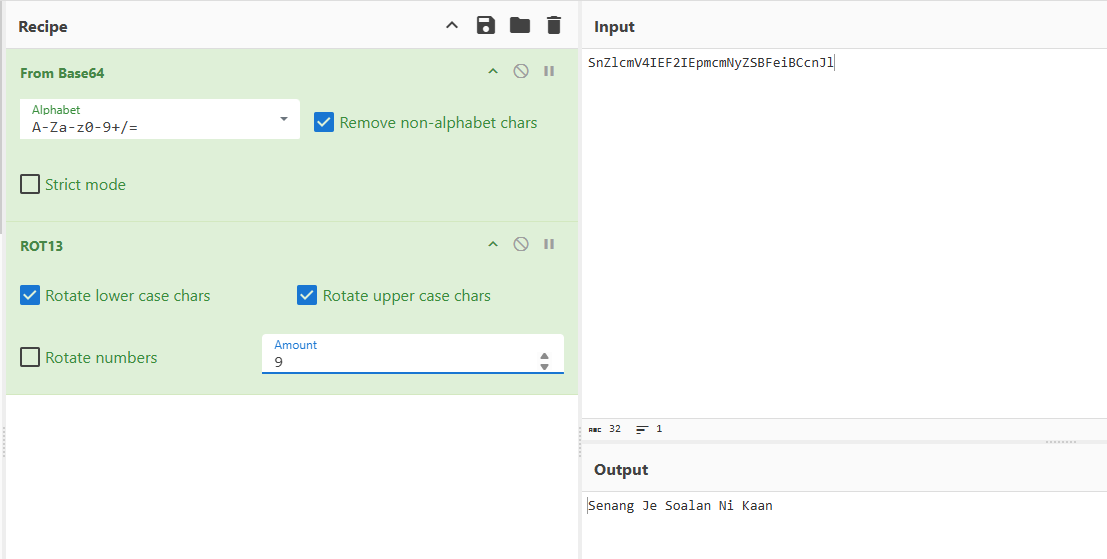 Recipe
From Base64
Alphabet
A-Za-z0-9+/=
Remove non-alphabet chars
Strict mode
ROT13
Rotate lower case chars
Rotate upper case chars
Rotate numbers
Amount
9
Input
SnZlcmV4IEF2IEpmcmNyZSBFeiBCcnJl
ABC 32 1
Output
Senang Je Soalan Ni Kaan